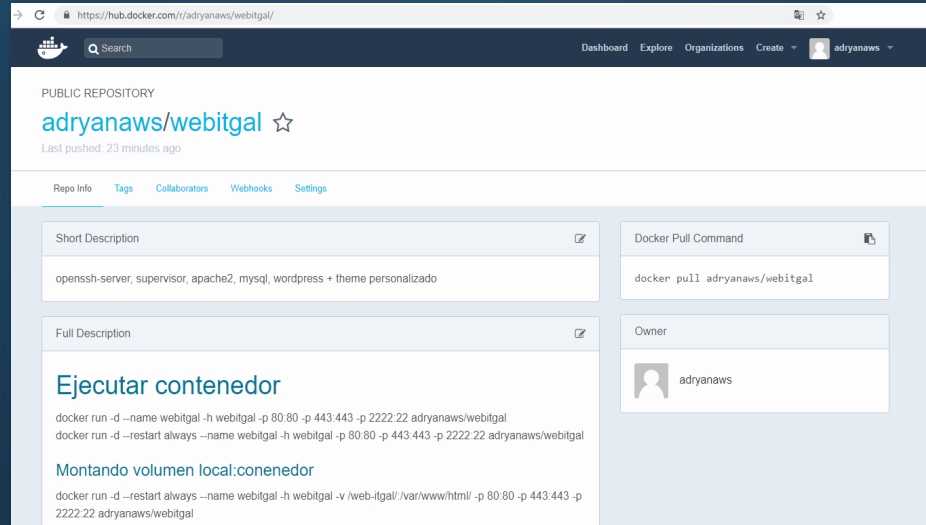 https://hub.docker.com/r/adryanaws/webitgal/
Search
Dashboard Explore Organizations Create adryanaws
PUBLIC REPOSITORY
adryanaws/webitgal
Last pushed: 23 minutes ago
Repo Info Tags Collaborators Webhooks Settings
Short Description
openssh-server, supervisor, apache2, mysql, wordpress + theme personalizado
Full Description
Ejecutar contenedor
docker run -d --name webitgal -h webitgal -p 80:80 -p 443:443 -p 2222:22 adryanaws/webitgal
docker run -d --restart always --name webitgal -h webitgal -p 80:80 -p 443:443 -p 2222:22 adryanaws/webitgal
Montando volumen local:conenedor
docker run -d --restart always --name webitgal -h webitgal -v /web-itgal/:/var/www/html/ -p 80:80 -p 443:443 -p
2222:22 adryanaws/webitgal
Docker Pull Command
docker pull adryanaws/webitgal
Owner
adryanaws